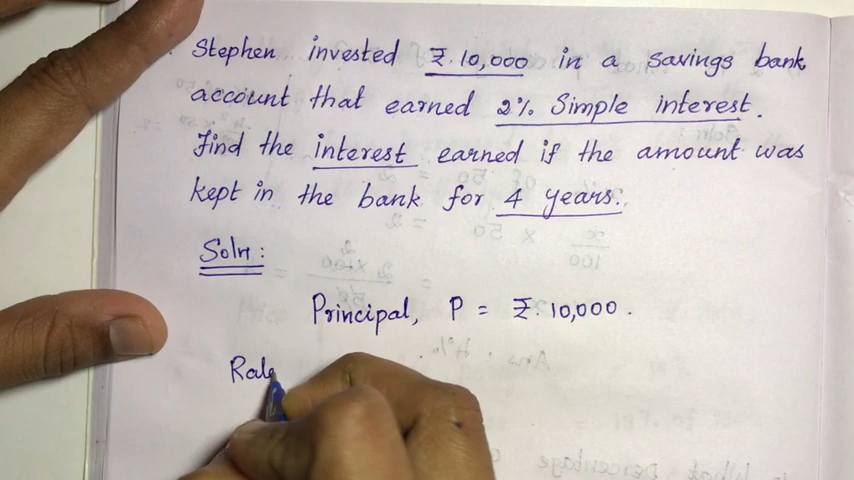 Stephen invested ₹.10,000 in a savings bank
account that earned 2% Simple interest.
Find the interest earned if the amount was
kept in the bank for 4 years.
Soln:
Principal, P = ₹.10,000.
Rate